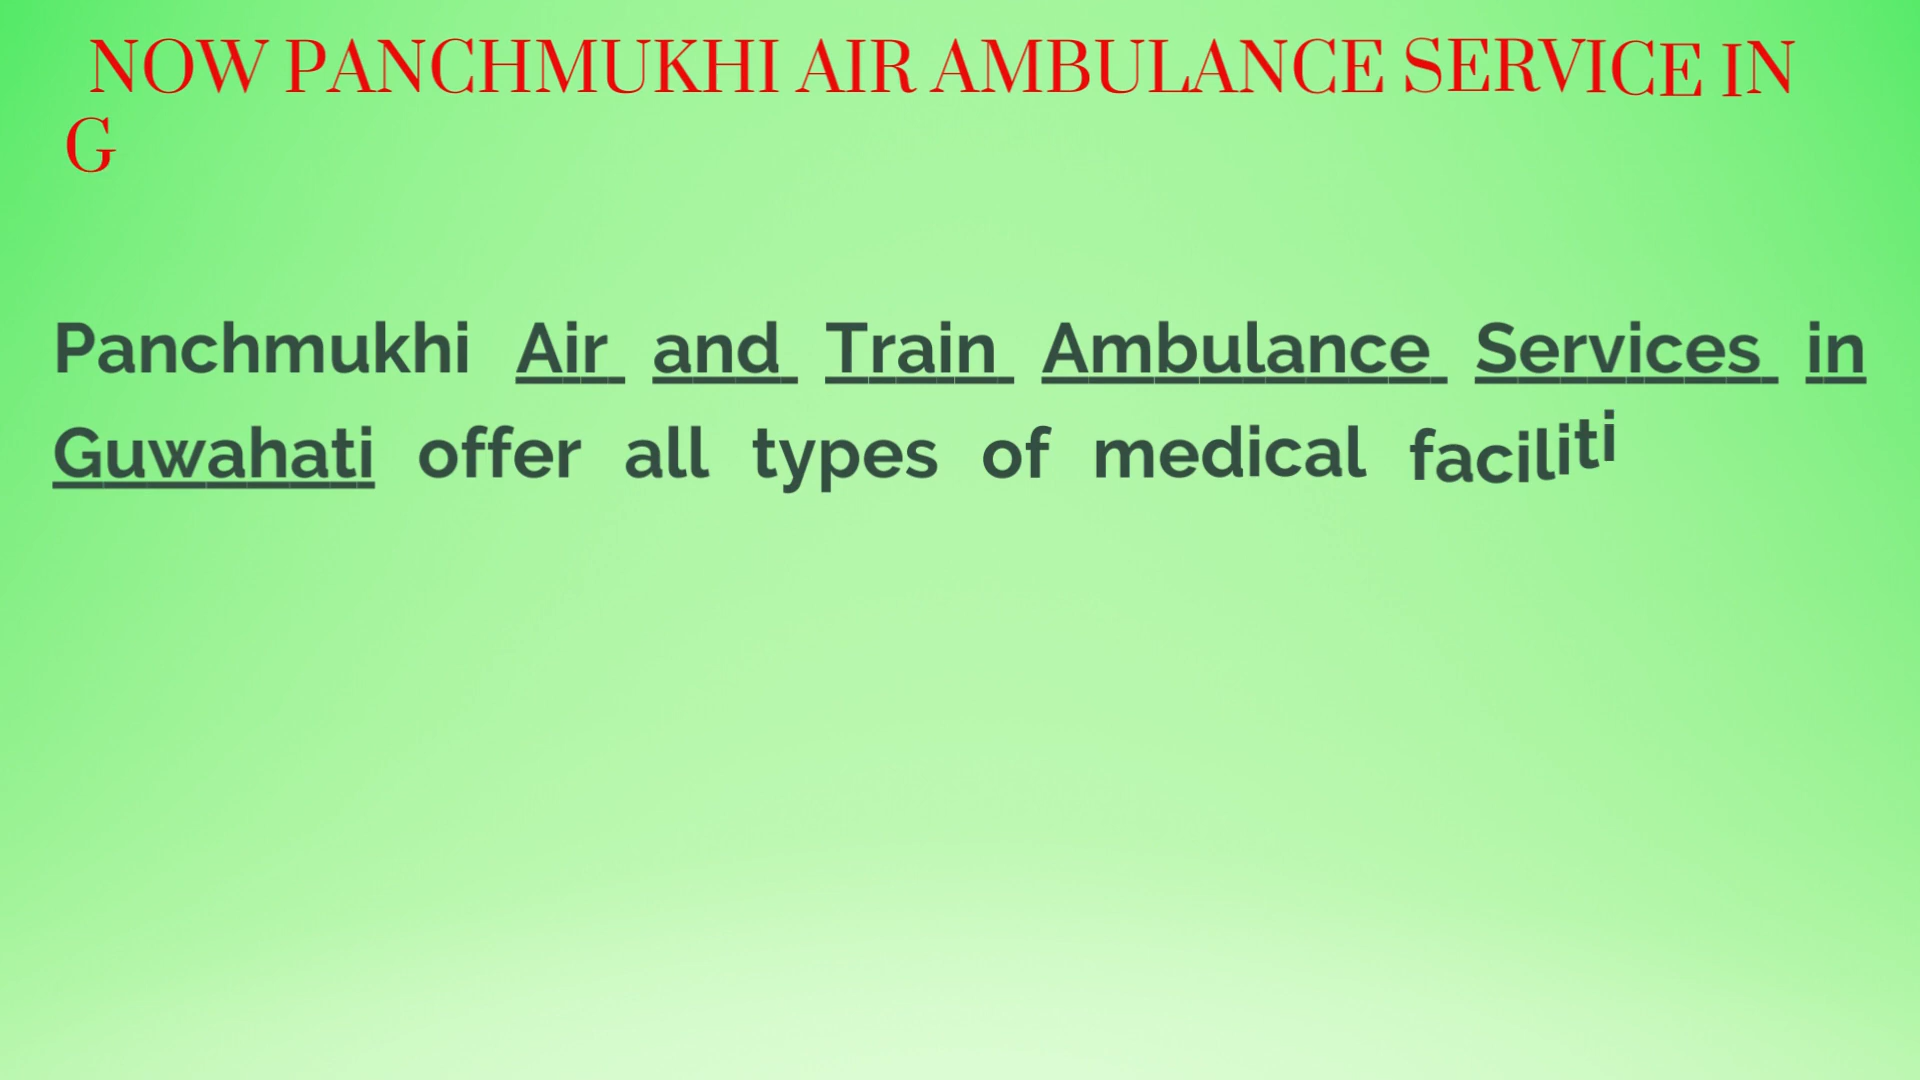 NOW PANCHMUKHI AIR AMBULANCE SERVICE IN
G
Panchmukhi Air and Train Ambulance Services in
Guwahati offer all types of medical faciliti